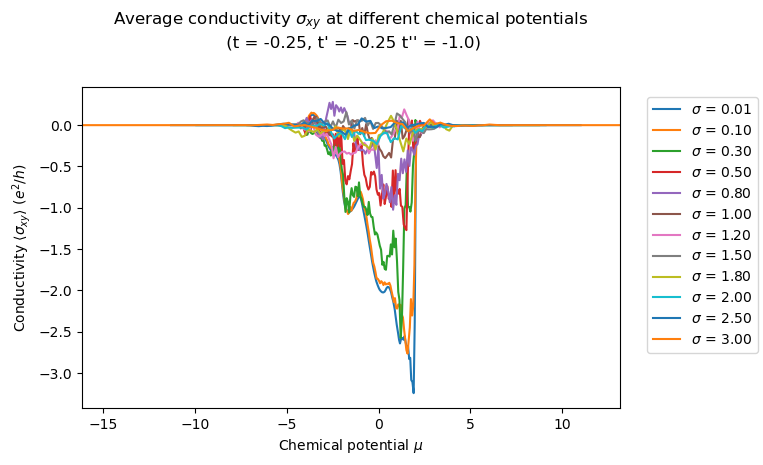 Average conductivity σxy at different chemical potentials
(t = -0.25, t' = -0.25 t'' = -1.0)
Conductivity ⟨σxy⟩ (e²/h)
0.0
−0.5
−1.0
−1.5
−2.0
−2.5
−3.0
−15
−10
−5
0
5
10
Chemical potential μ
σ = 0.01
σ = 0.10
σ = 0.30
σ = 0.50
σ = 0.80
σ = 1.00
σ = 1.20
σ = 1.50
σ = 1.80
σ = 2.00
σ = 2.50
σ = 3.00